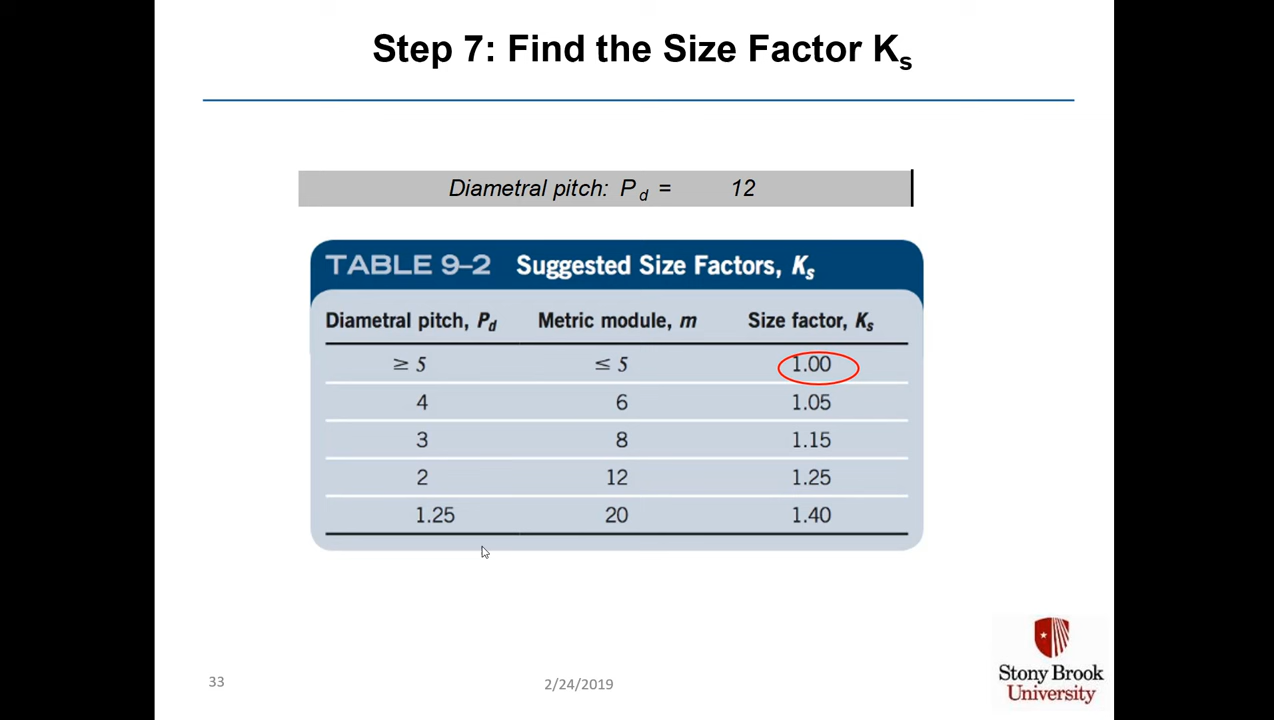 Step 7: Find the Size Factor Ks
Diametral pitch: P d = 12
TABLE 9–2 Suggested Size Factors, Ks
Diametral pitch, Pd Metric module, m Size factor, Ks
≥ 5 ≤ 5 1.00
4 6 1.05
3 8 1.15
2 12 1.25
1.25 20 1.40
33 2/24/2019
Stony Brook
University